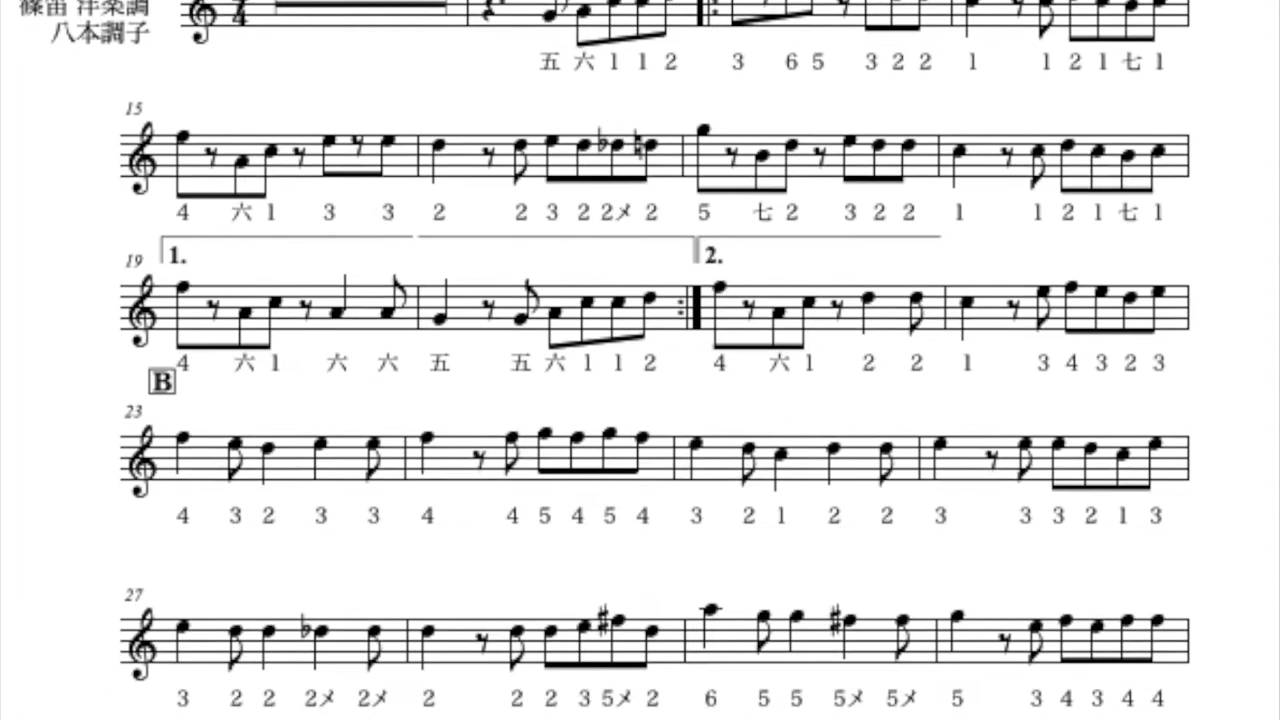 篠笛 洋楽調
八本調子
4
五 六 1 1 2 3 6 5 3 2 2 1 1 2 1 七 1
15
4 六 1 3 3 2 2 3 2 2メ 2 5 七 2 3 2 2 1 1 2 1 七 1
1. 2.
19
4 六 1 六 六 五 五 六 1 1 2 4 六 1 2 2 1 3 4 3 2 3
B
23
4 3 2 3 3 4 4 5 4 5 4 3 2 1 2 2 3 3 3 2 1 3
27
3 2 2 2メ 2メ 2 2 2 3 5メ 2 6 5 5 5メ 5メ 5 3 4 3 4 4